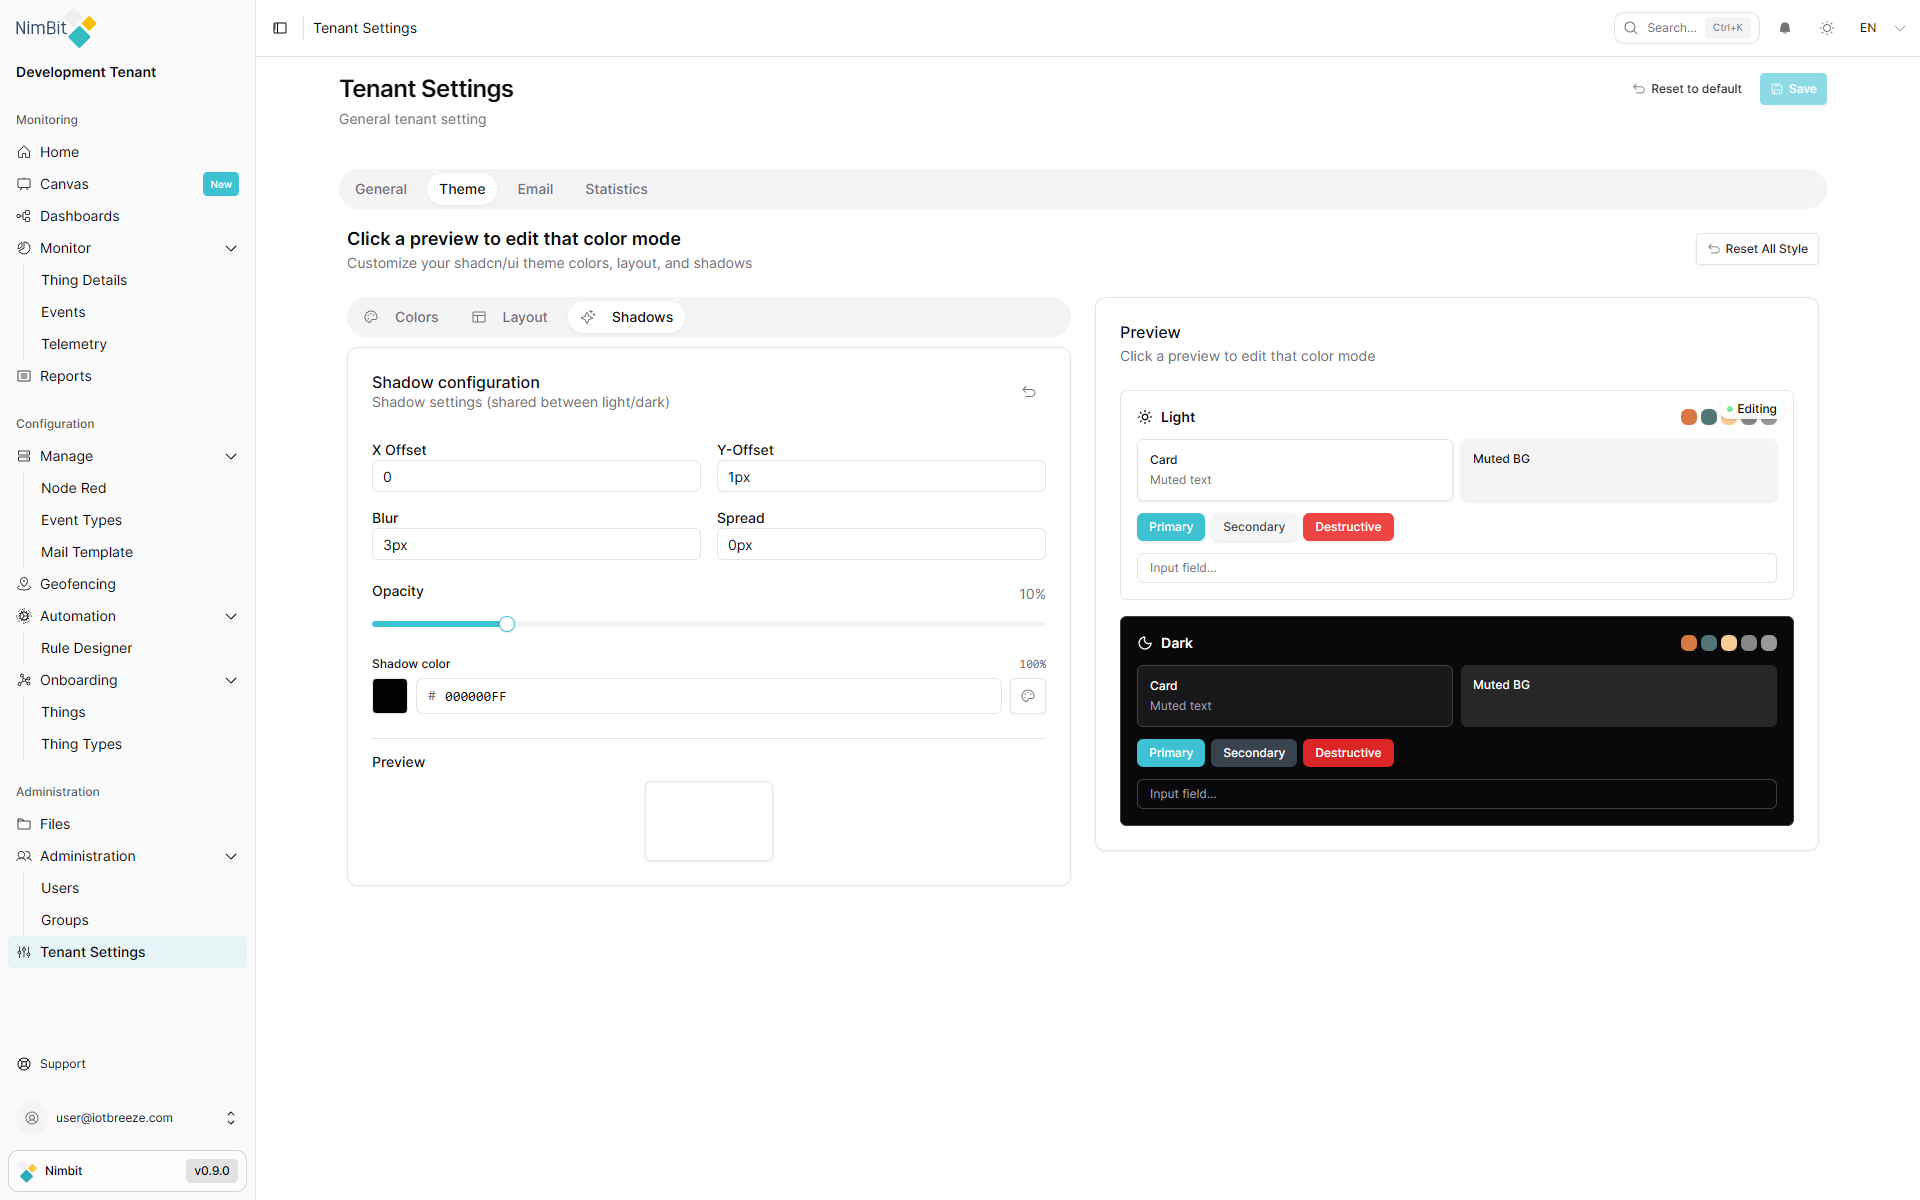 NimBit
Development Tenant
Monitoring
Home
Canvas
New
Dashboards
Monitor
Thing Details
Events
Telemetry
Reports
Configuration
Manage
Node Red
Event Types
Mail Template
Geofencing
Automation
Rule Designer
Onboarding
Things
Thing Types
Administration
Files
Administration
Users
Groups
Tenant Settings
Support
user@iotbreeze.com
Nimbit
v0.9.0
Tenant Settings
Search...
Ctrl+K
EN
Tenant Settings
General tenant setting
Reset to default
Save
General
Theme
Email
Statistics
Click a preview to edit that color mode
Customize your shadcn/ui theme colors, layout, and shadows
Reset All Style
Colors
Layout
Shadows
Shadow configuration
Shadow settings (shared between light/dark)
X Offset
0
Y-Offset
1px
Blur
3px
Spread
0px
Opacity
10%
Shadow color
100%
# 000000FF
Preview
Preview
Click a preview to edit that color mode
Light
Editing
Card
Muted text
Muted BG
Primary
Secondary
Destructive
Input field...
Dark
Card
Muted text
Muted BG
Primary
Secondary
Destructive
Input field...